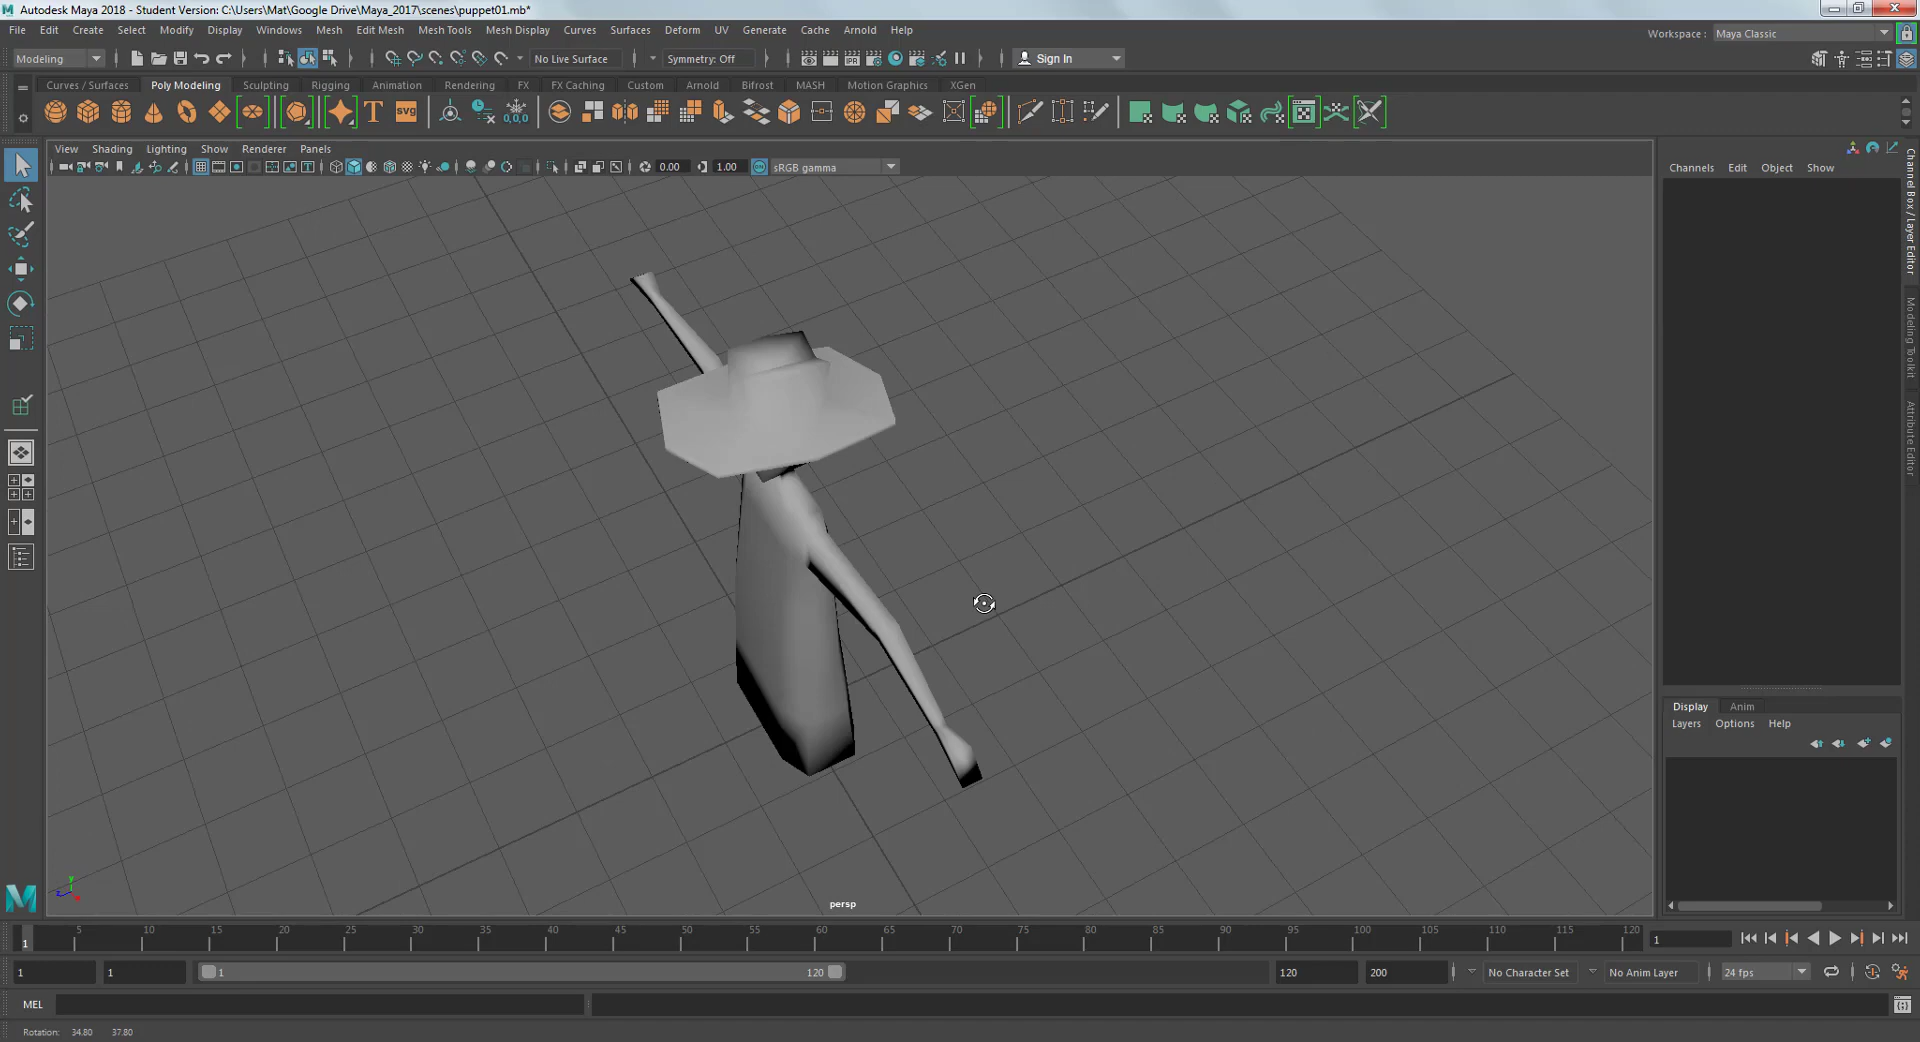 Autodesk Maya 2018 - Student Version: C:\Users\Mat\Google Drive\Maya_2017\scenes\puppet01.mb*
File Edit Create Select Modify Display Windows Mesh Edit Mesh Mesh Tools Mesh Display Curves Surfaces Deform UV Generate Cache Arnold Help
Workspace : Maya Classic
Modeling No Live Surface Symmetry: Off Sign In
Curves / Surfaces Poly Modeling Sculpting Rigging Animation Rendering FX FX Caching Custom Arnold Bifrost MASH Motion Graphics XGen
T SVG 0,0,0
View Shading Lighting Show Renderer Panels
0.00 1.00 sRGB gamma
Channels Edit Object Show
Channel Box / Layer Editor
Modeling Toolkit
Attribute Editor
Display Anim
Layers Options Help
y
z
persp
1 5 10 15 20 25 30 35 40 45 50 55 60 65 70 75 80 85 90 95 100 105 110 115 120 1
1 1 1 120 120 200 No Character Set No Anim Layer 24 fps
MEL
Rotation: 34.80 37.80